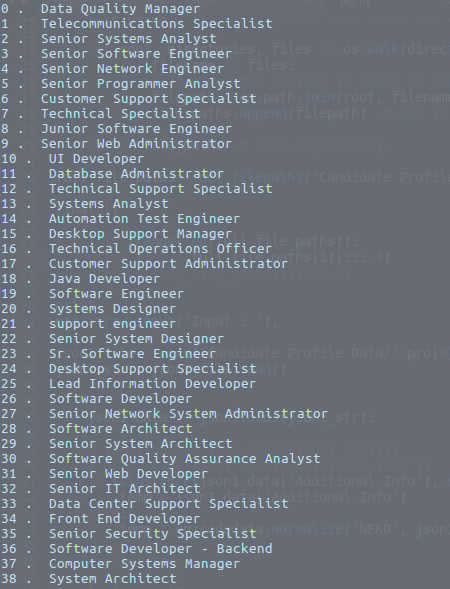 0 .  Data Quality Manager
1 .  Telecommunications Specialist
2 .  Senior Systems Analyst
3 .  Senior Software Engineer
4 .  Senior Network Engineer
5 .  Senior Programmer Analyst
6 .  Customer Support Specialist
7 .  Technical Specialist
8 .  Junior Software Engineer
9 .  Senior Web Administrator
10 .  UI Developer
11 .  Database Administrator
12 .  Technical Support Specialist
13 .  Systems Analyst
14 .  Automation Test Engineer
15 .  Desktop Support Manager
16 .  Technical Operations Officer
17 .  Customer Support Administrator
18 .  Java Developer
19 .  Software Engineer
20 .  Systems Designer
21 .  support engineer
22 .  Senior System Designer
23 .  Sr. Software Engineer
24 .  Desktop Support Specialist
25 .  Lead Information Developer
26 .  Software Developer
27 .  Senior Network System Administrator
28 .  Software Architect
29 .  Senior System Architect
30 .  Software Quality Assurance Analyst
31 .  Senior Web Developer
32 .  Senior IT Architect
33 .  Data Center Support Specialist
34 .  Front End Developer
35 .  Senior Security Specialist
36 .  Software Developer - Backend
37 .  Computer Systems Manager
38 .  System Architect